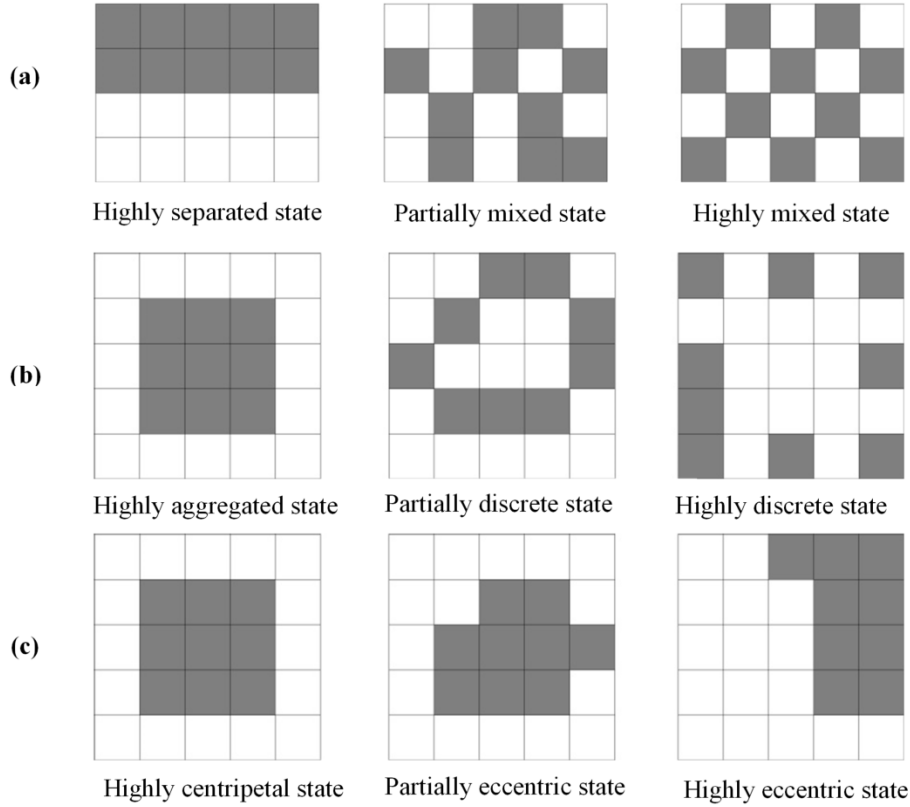 (a)
Highly separated state
Partially mixed state
Highly mixed state
(b)
Highly aggregated state
Partially discrete state
Highly discrete state
(c)
Highly centripetal state
Partially eccentric state
Highly eccentric state